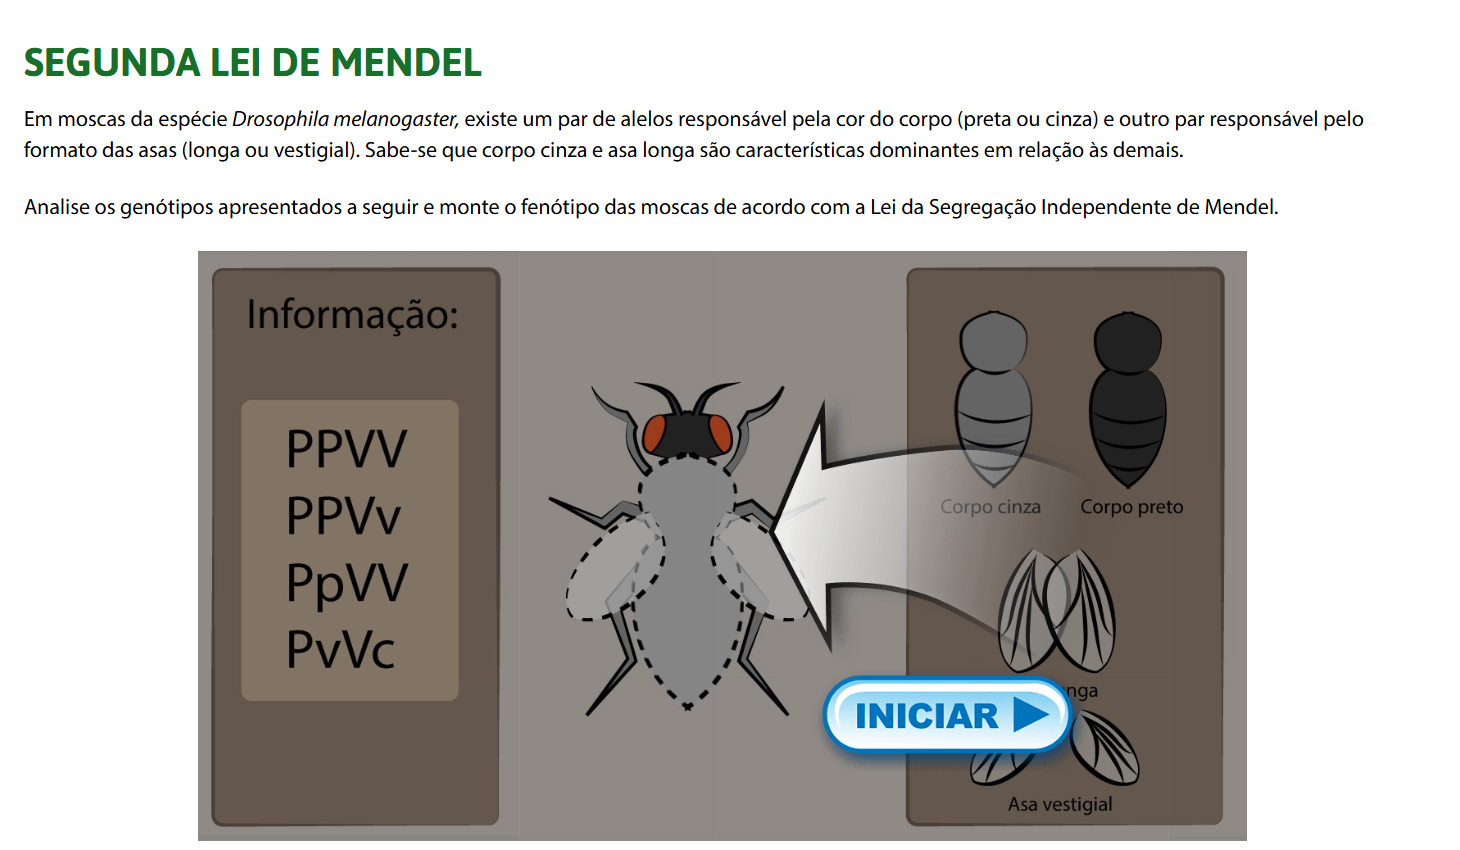 SEGUNDA LEI DE MENDEL
Em moscas da espécie Drosophila melanogaster, existe um par de alelos responsável pela cor do corpo (preta ou cinza) e outro par responsável pelo
formato das asas (longa ou vestigial). Sabe-se que corpo cinza e asa longa são características dominantes em relação às demais.
Analise os genótipos apresentados a seguir e monte o fenótipo das moscas de acordo com a Lei da Segregação Independente de Mendel.
Informação:
PPVV
PPVv
PpVV
PvVc
Corpo cinza
Corpo preto
INICIAR
Asa vestigial